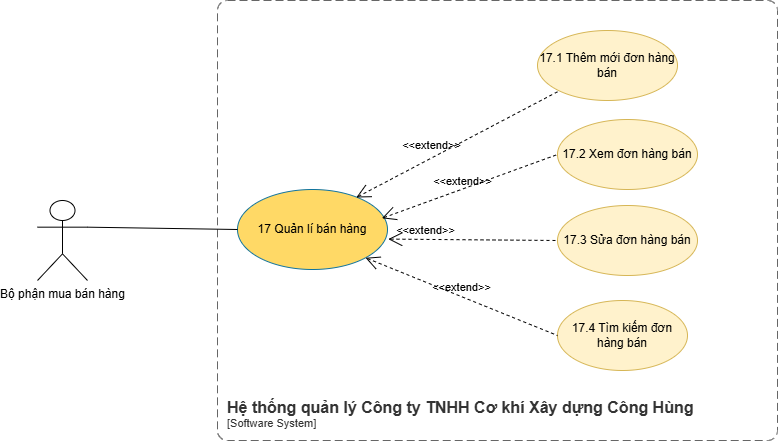 17.1 Thêm mới đơn hàng
bán
<<extend>>
17.2 Xem đơn hàng bán
<<extend>>
17 Quản lí bán hàng
<<extend>>
17.3 Sửa đơn hàng bán
Bộ phận mua bán hàng
<<extend>>
17.4 Tìm kiếm đơn
hàng bán
Hệ thống quản lý Công ty TNHH Cơ khí Xây dựng Công Hùng
[Software System]